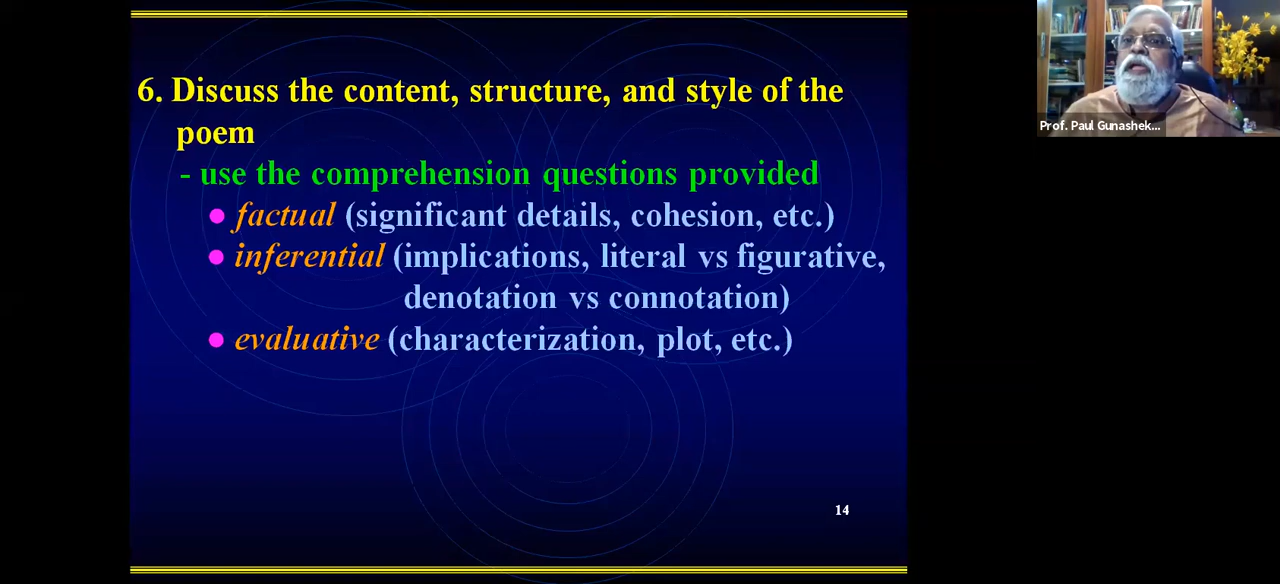 6. Discuss the content, structure, and style of the
poem
- use the comprehension questions provided
● factual (significant details, cohesion, etc.)
● inferential (implications, literal vs figurative,
denotation vs connotation)
● evaluative (characterization, plot, etc.)
14
Prof. Paul Gunashek...